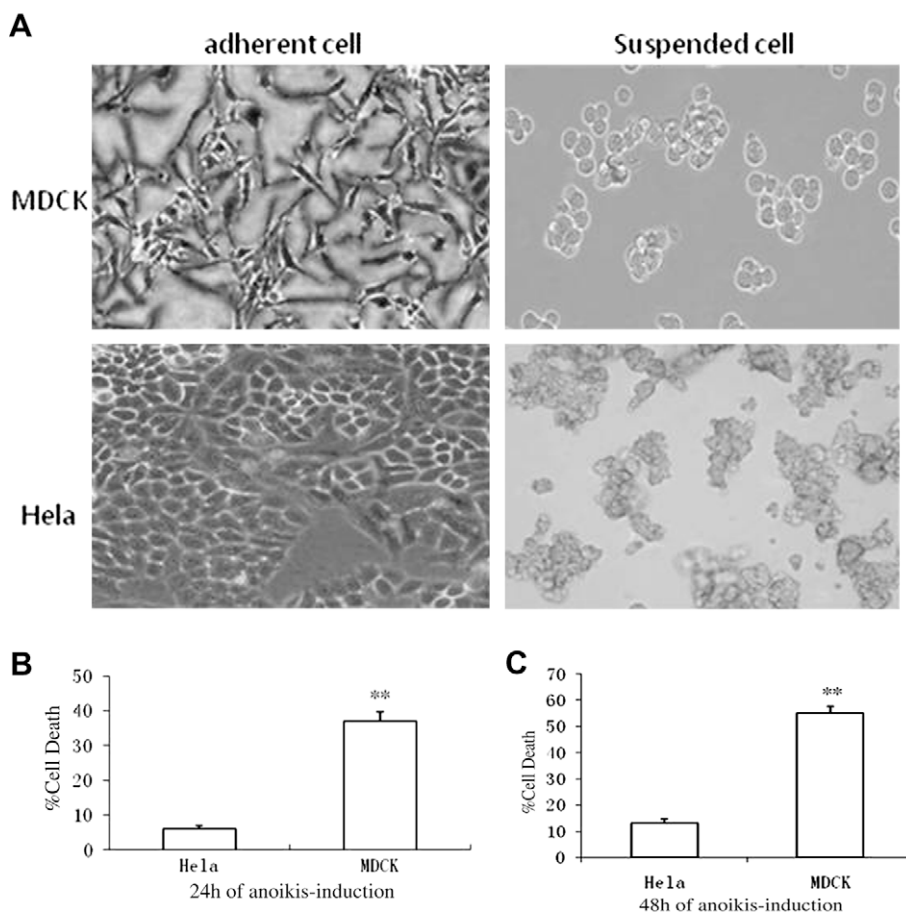 A
adherent cell
Suspended cell
MDCK
Hela
B
%Cell Death
50
40
30
20
10
0
**
Hela
MDCK
24h of anoikis-induction
C
%Cell Death
70
60
50
40
30
20
10
0
**
Hela
MDCK
48h of anoikis-induction